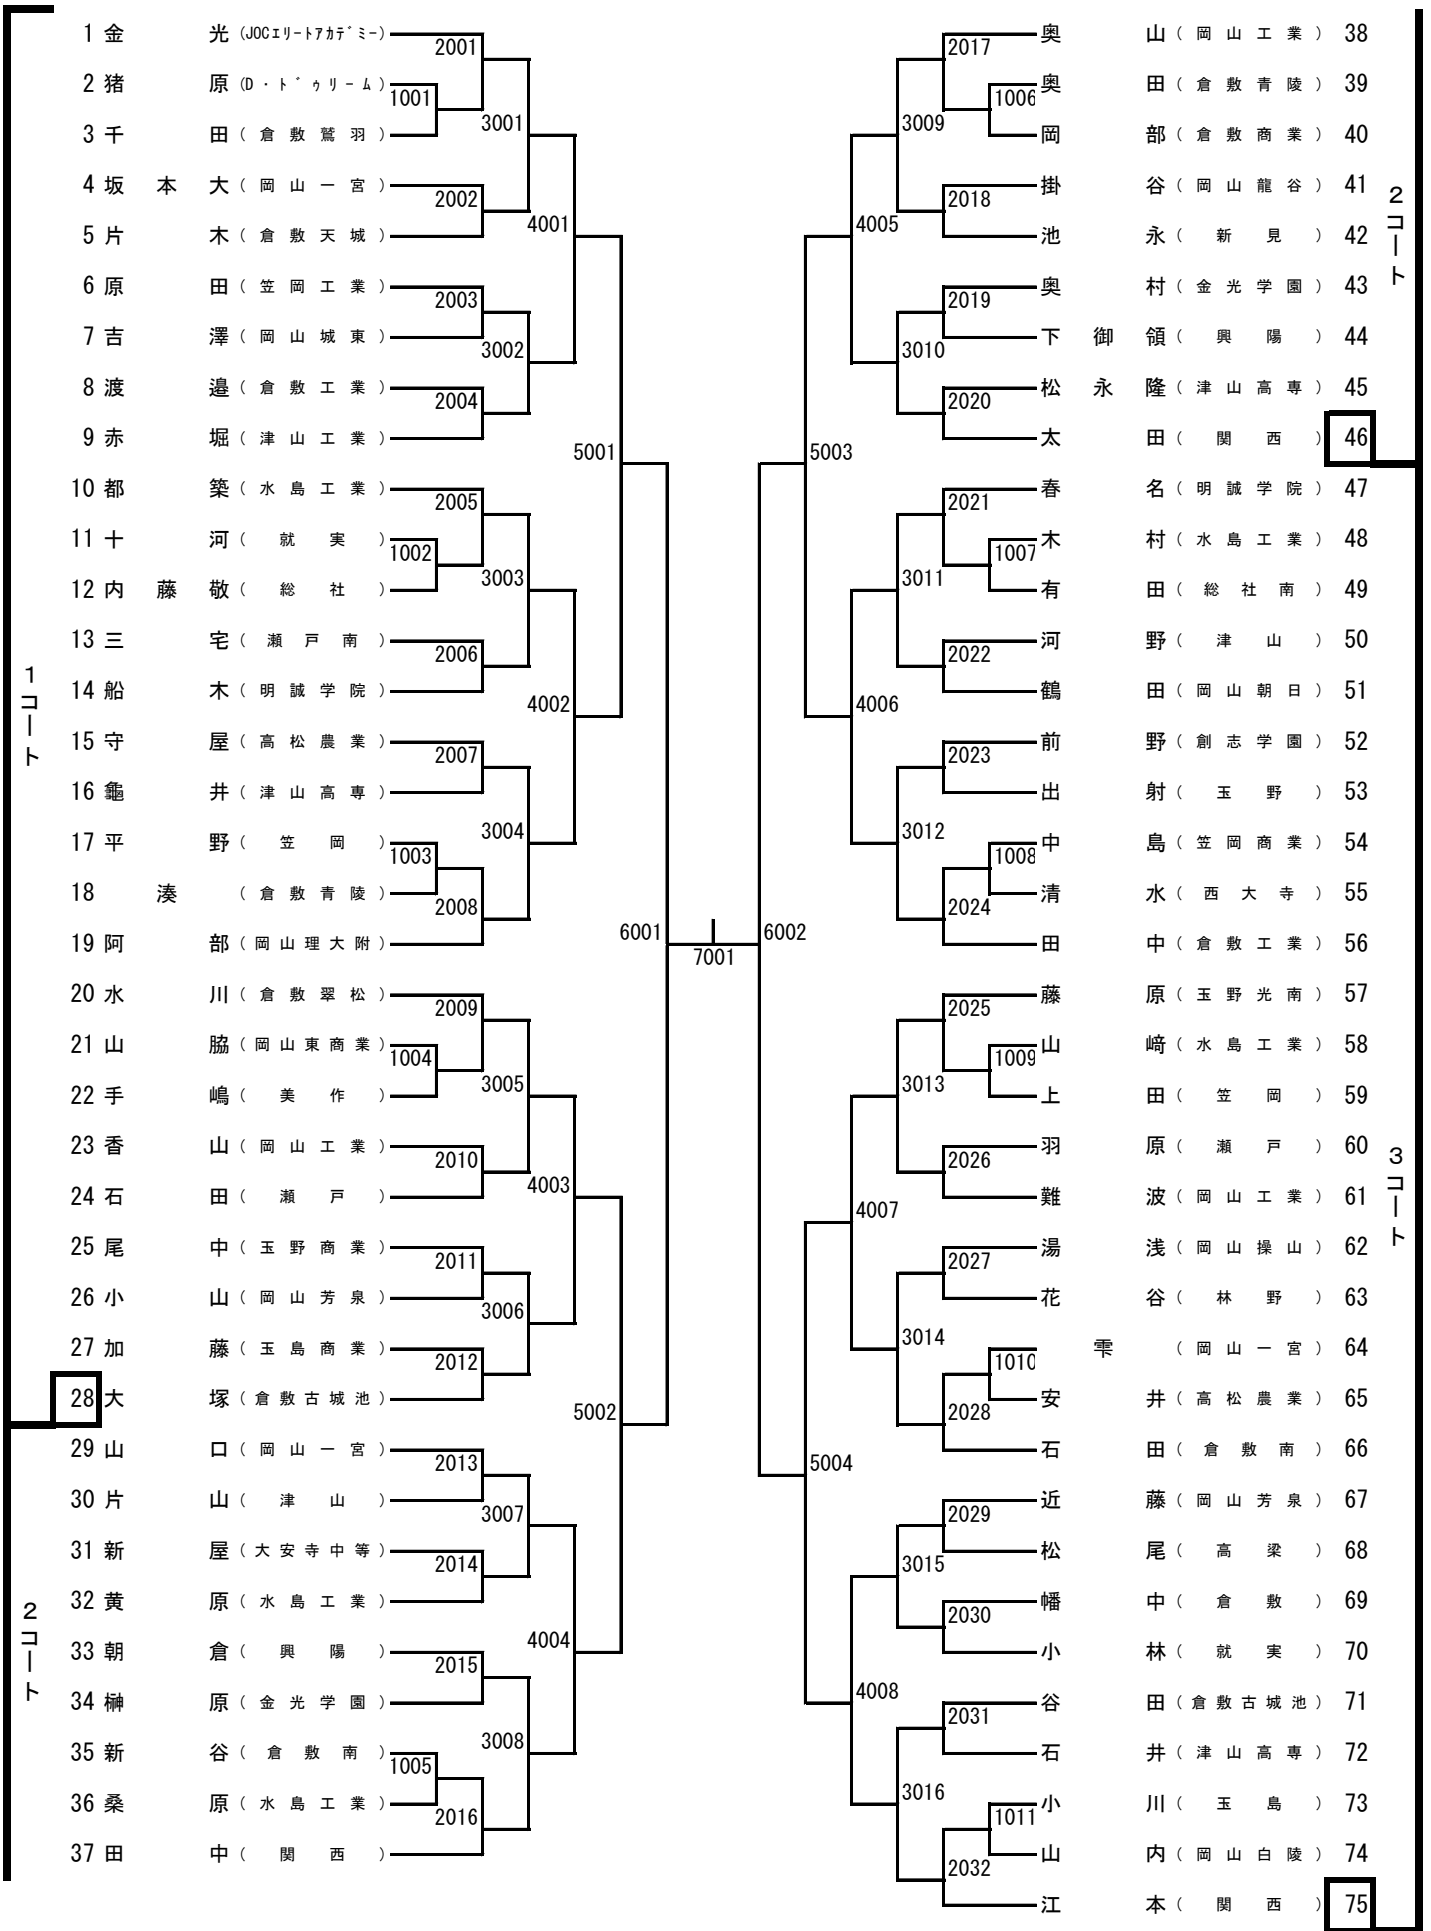 1 金光 (JOCエリートアカデミー)
2 猪原 (D・ドゥリーム)
3 千田 (倉敷鷲羽)
4 坂本大 (岡山一宮)
5 片木 (倉敷天城)
6 原田 (笠岡工業)
7 吉澤 (岡山城東)
8 渡邉 (倉敷工業)
9 赤堀 (津山工業)
10 都築 (水島工業)
11 十河 (就実)
12 内藤敬 (総社)
13 三宅 (瀬戸南)
14 船木 (明誠学院)
15 守屋 (高松農業)
16 龜井 (津山高専)
17 平野 (笠岡)
18 湊 (倉敷青陵)
19 阿部 (岡山理大附)
20 水川 (倉敷翠松)
21 山脇 (岡山東商業)
22 手嶋 (美作)
23 香山 (岡山工業)
24 石田 (瀬戸)
25 尾中 (玉野商業)
26 小山 (岡山芳泉)
27 加藤 (玉島商業)
28 大塚 (倉敷古城池)
29 山口 (岡山一宮)
30 片山 (津山)
31 新屋 (大安寺中等)
32 黄原 (水島工業)
33 朝倉 (興陽)
34 榊原 (金光学園)
35 新谷 (倉敷南)
36 桑原 (水島工業)
37 田中 (関西)
1コート
2コート
1001
1002
1003
1004
1005
2001
2002
2003
2004
2005
2006
2007
2008
2009
2010
2011
2012
2013
2014
2015
2016
3001
3002
3003
3004
3005
3006
3007
3008
4001
4002
4003
4004
5001
5002
6001
7001
6002
5003
5004
4005
4006
4007
4008
3009
3010
3011
3012
3013
3014
3015
3016
2017
2018
2019
2020
2021
2022
2023
2024
2025
2026
2027
2028
2029
2030
2031
2032
1006
1007
1008
1009
1010
1011
奥山 (岡山工業) 38
奥田 (倉敷青陵) 39
岡部 (倉敷商業) 40
掛谷 (岡山龍谷) 41
池永 (新見) 42
奥村 (金光学園) 43
下御領 (興陽) 44
松永隆 (津山高専) 45
太田 (関西) 46
春名 (明誠学院) 47
木村 (水島工業) 48
有田 (総社南) 49
河野 (津山) 50
鶴田 (岡山朝日) 51
前野 (創志学園) 52
出射 (玉野) 53
中島 (笠岡商業) 54
清水 (西大寺) 55
田中 (倉敷工業) 56
藤原 (玉野光南) 57
山﨑 (水島工業) 58
上田 (笠岡) 59
羽原 (瀬戸) 60
難波 (岡山工業) 61
湯浅 (岡山操山) 62
花谷 (林野) 63
雫 (岡山一宮) 64
安井 (高松農業) 65
石田 (倉敷南) 66
近藤 (岡山芳泉) 67
松尾 (高梁) 68
幡中 (倉敷) 69
小林 (就実) 70
谷田 (倉敷古城池) 71
石井 (津山高専) 72
小川 (玉島) 73
山内 (岡山白陵) 74
江本 (関西) 75
2コート
3コート